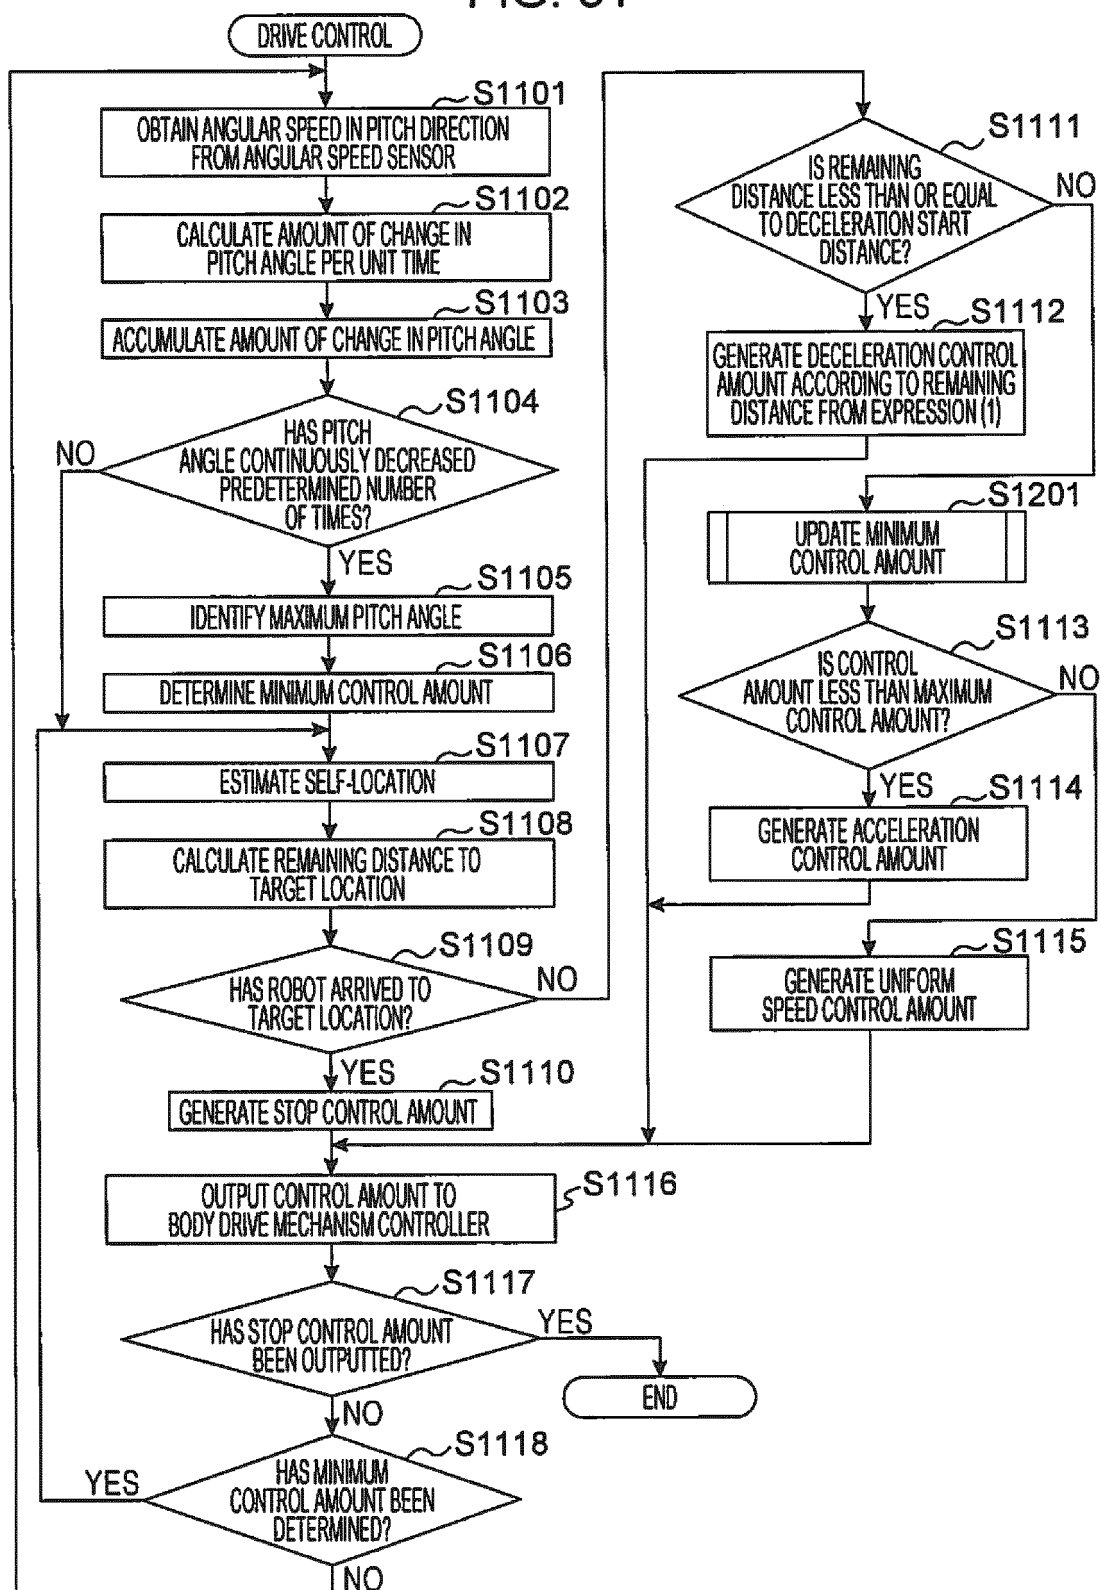 DRIVE CONTROL
S1101
OBTAIN ANGULAR SPEED IN PITCH DIRECTION
FROM ANGULAR SPEED SENSOR
S1102
CALCULATE AMOUNT OF CHANGE IN
PITCH ANGLE PER UNIT TIME
S1103
ACCUMULATE AMOUNT OF CHANGE IN PITCH ANGLE
S1104
HAS PITCH
ANGLE CONTINUOUSLY DECREASED
PREDETERMINED NUMBER
OF TIMES?
NO
YES
S1105
IDENTIFY MAXIMUM PITCH ANGLE
S1106
DETERMINE MINIMUM CONTROL AMOUNT
S1107
ESTIMATE SELF-LOCATION
S1108
CALCULATE REMAINING DISTANCE TO
TARGET LOCATION
S1109
HAS ROBOT ARRIVED TO
TARGET LOCATION?
NO
YES
S1110
GENERATE STOP CONTROL AMOUNT
S1111
IS REMAINING
DISTANCE LESS THAN OR EQUAL
TO DECELERATION START
DISTANCE?
NO
YES
S1112
GENERATE DECELERATION CONTROL
AMOUNT ACCORDING TO REMAINING
DISTANCE FROM EXPRESSION (1)
S1201
UPDATE MINIMUM
CONTROL AMOUNT
S1113
IS CONTROL
AMOUNT LESS THAN MAXIMUM
CONTROL AMOUNT?
NO
YES
S1114
GENERATE ACCELERATION
CONTROL AMOUNT
S1115
GENERATE UNIFORM
SPEED CONTROL AMOUNT
S1116
OUTPUT CONTROL AMOUNT TO
BODY DRIVE MECHANISM CONTROLLER
S1117
HAS STOP CONTROL AMOUNT
BEEN OUTPUTTED?
YES
END
NO
S1118
HAS MINIMUM
CONTROL AMOUNT BEEN
DETERMINED?
YES
NO